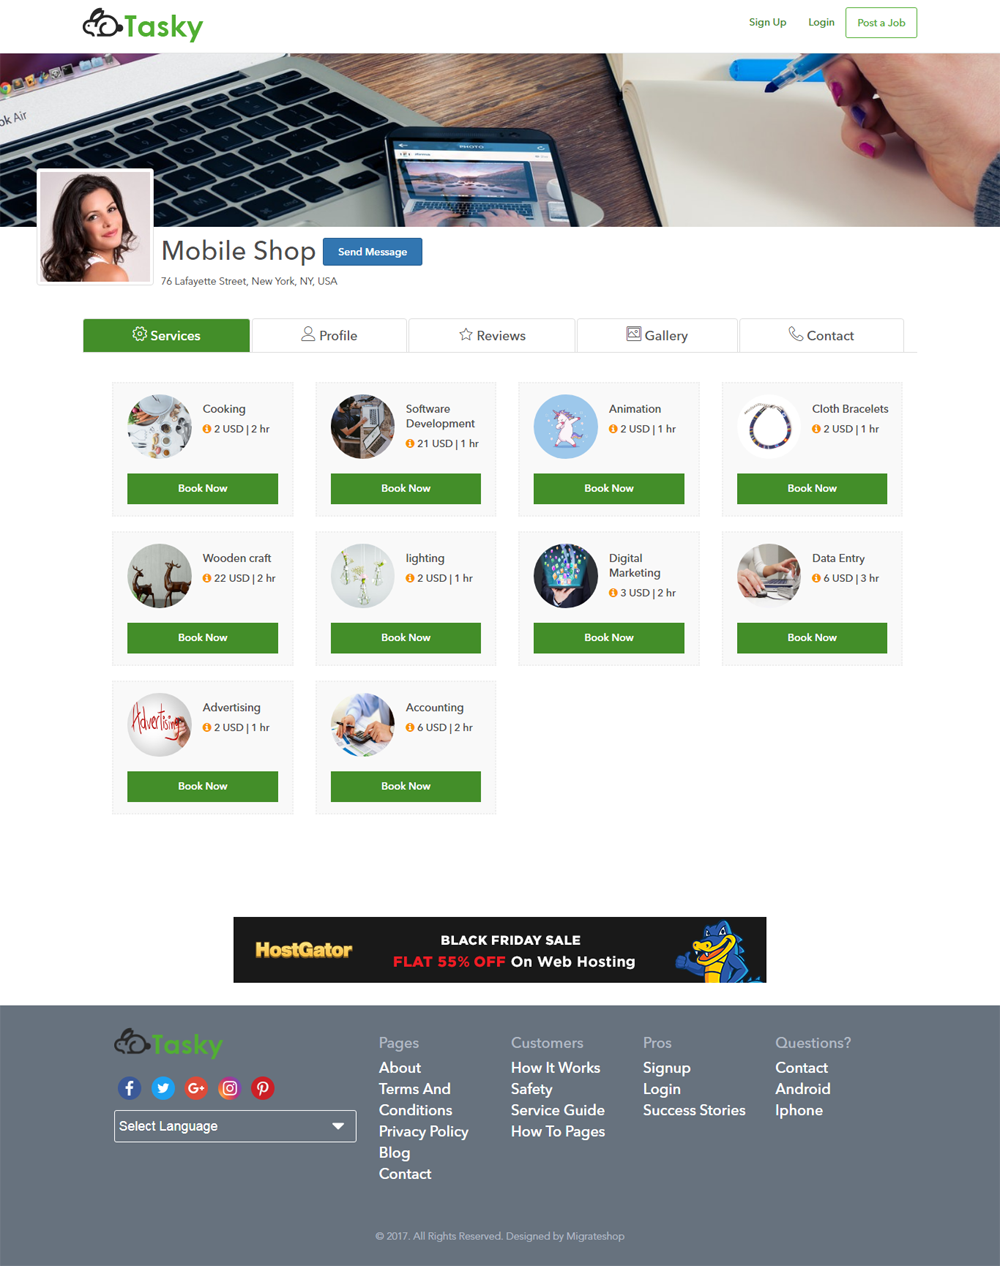 Tasky
Sign Up
Login
Post a Job
ok Air
PHOTO
Mobile Shop
Send Message
76 Lafayette Street, New York, NY, USA
Services
Profile
Reviews
Gallery
Contact
Cooking
2 USD | 2 hr
Book Now
Software
Development
21 USD | 1 hr
Book Now
Animation
2 USD | 1 hr
Book Now
Cloth Bracelets
2 USD | 1 hr
Book Now
Wooden craft
22 USD | 2 hr
Book Now
lighting
2 USD | 1 hr
Book Now
Digital
Marketing
3 USD | 2 hr
Book Now
Data Entry
6 USD | 3 hr
Book Now
Advertising
Advertising
2 USD | 1 hr
Book Now
Accounting
6 USD | 2 hr
Book Now
HostGator
BLACK FRIDAY SALE
FLAT 55% OFF On Web Hosting
Tasky
Select Language
Pages
About
Terms And
Conditions
Privacy Policy
Blog
Contact
Customers
How It Works
Safety
Service Guide
How To Pages
Pros
Signup
Login
Success Stories
Questions?
Contact
Android
Iphone
© 2017. All Rights Reserved. Designed by Migrateshop